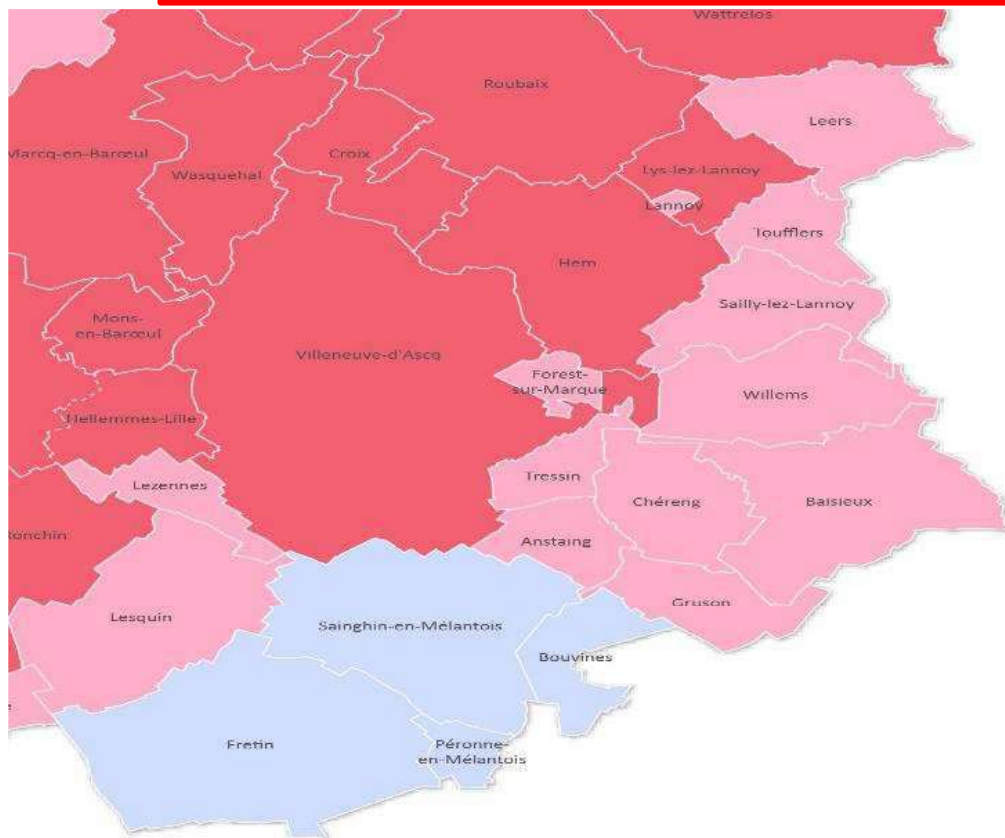 Wattrelos
Roubaix
Leers
Marcq-en-Barœul
Croix
Wasquehal
Lys-lez-Lannoy
Lannoy
Toufflers
Hem
Sailly-lez-Lannoy
Mons-
en-Barœul
Villeneuve-d'Ascq
Forest-
sur-Marque
Willems
Hellemmes-Lille
Tressin
Lezennes
Chéreng
Baisieux
Ronchin
Anstaing
Gruson
Lesquin
Sainghin-en-Mélantois
Bouvines
Fretin
Péronne-
en-Mélantois